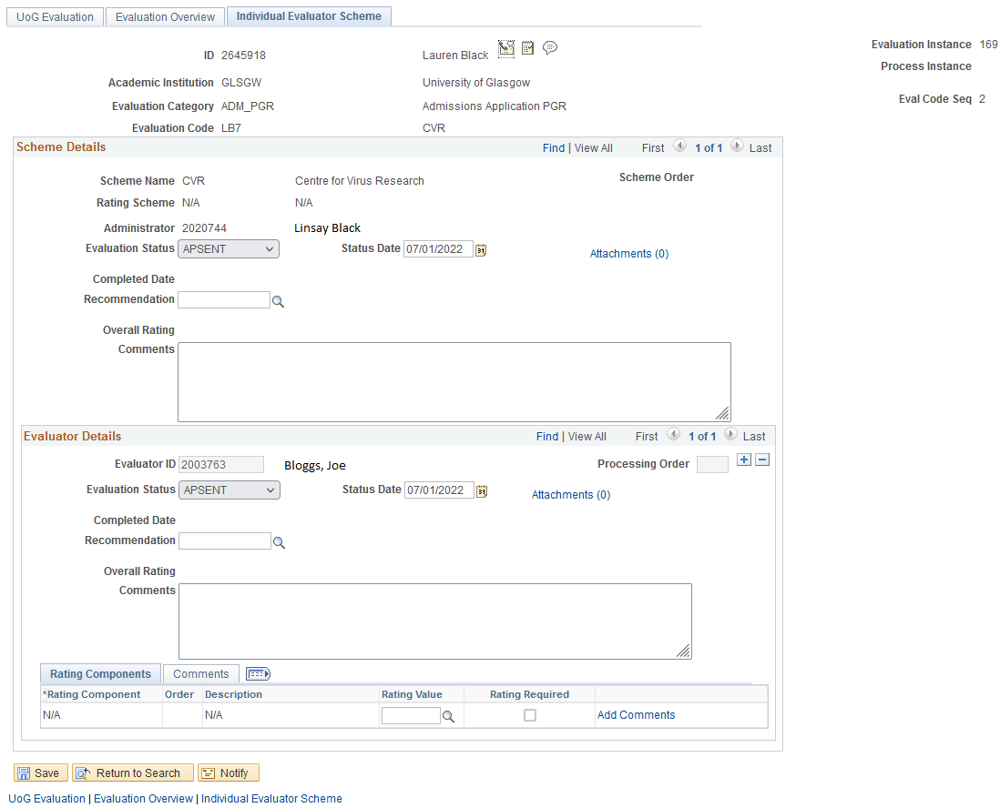 UoG Evaluation Evaluation Overview Individual Evaluator Scheme
Evaluation Instance 169
ID 2645918 Lauren Black
Process Instance
Academic Institution GLSGW University of Glasgow
Eval Code Seq 2
Evaluation Category ADM_PGR Admissions Application PGR
Evaluation Code LB7 CVR
Scheme Details Find | View All First 1 of 1 Last
Scheme Name CVR Centre for Virus Research Scheme Order
Rating Scheme N/A N/A
Administrator 2020744 Linsay Black
Evaluation Status APSENT Status Date 07/01/2022 31
Attachments (0)
Completed Date
Recommendation
Overall Rating
Comments
Evaluator Details Find | View All First 1 of 1 Last
Evaluator ID 2003763 Bloggs, Joe Processing Order
Evaluation Status APSENT Status Date 07/01/2022 31
Attachments (0)
Completed Date
Recommendation
Overall Rating
Comments
Rating Components Comments
*Rating Component Order Description Rating Value Rating Required
N/A N/A Add Comments
Save Return to Search Notify
UoG Evaluation | Evaluation Overview | Individual Evaluator Scheme